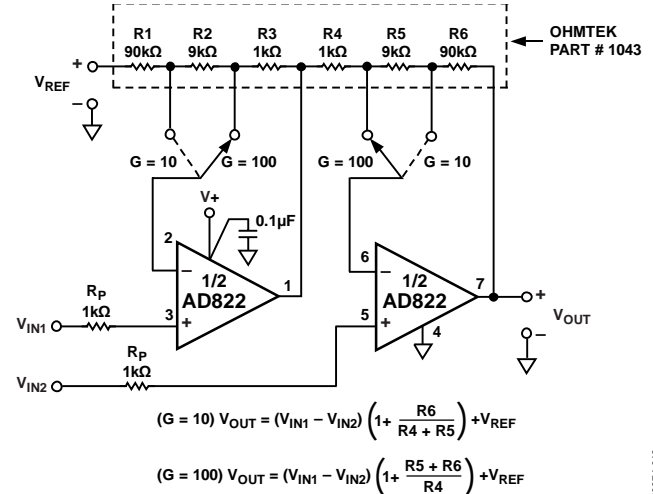 R1 R2 R3 R4 R5 R6
90kΩ 9kΩ 1kΩ 1kΩ 9kΩ 90kΩ
OHMTEK
PART # 1043
+
VREF
–
G = 10 G = 100 G = 100 G = 10
V+
0.1µF
2
–
1/2
AD822
1
3
+
6
–
1/2
AD822
7
5
+
4
RP
1kΩ
VIN1
RP
1kΩ
VIN2
+
VOUT
–
(G = 10) VOUT = (VIN1 – VIN2) (1+ R6 / R4 + R5) +VREF
(G = 100) VOUT = (VIN1 – VIN2) (1+ R5 + R6 / R4) +VREF